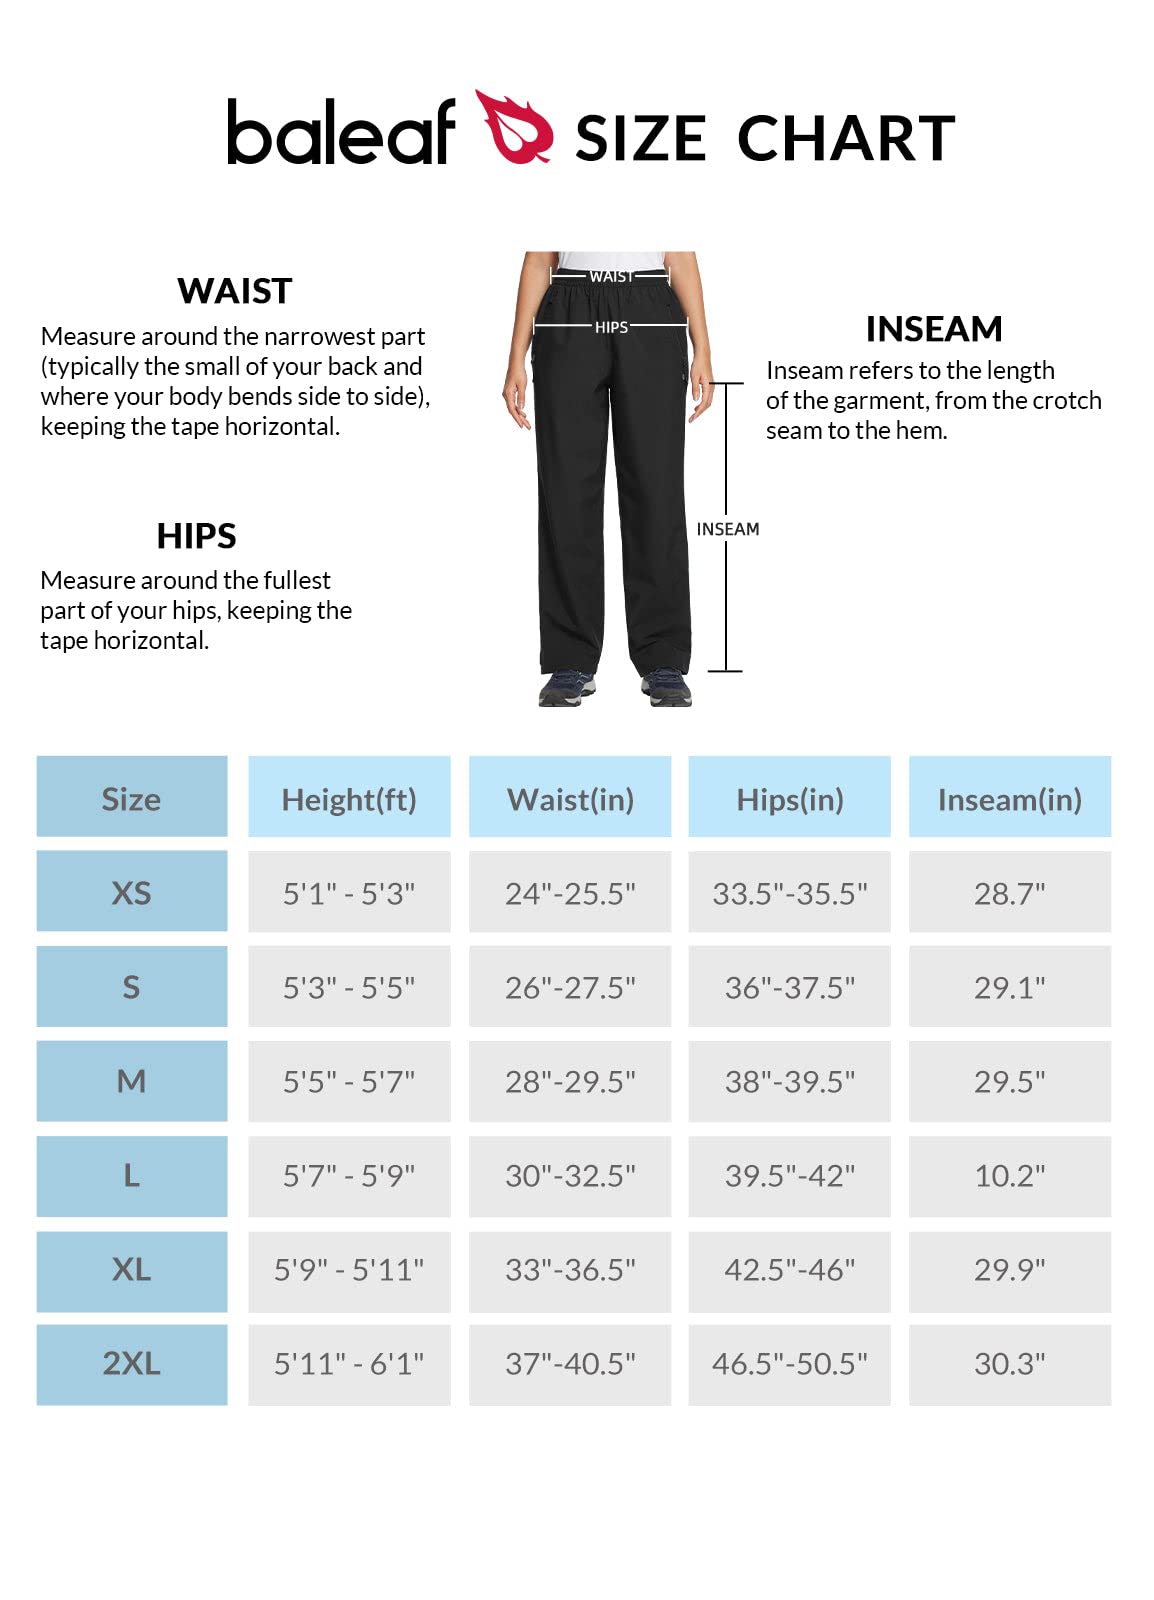 baleaf SIZE CHART
WAIST
Measure around the narrowest part
(typically the small of your back and
where your body bends side to side),
keeping the tape horizontal.
HIPS
Measure around the fullest
part of your hips, keeping the
tape horizontal.
WAIST
HIPS
INSEAM
INSEAM
Inseam refers to the length
of the garment, from the crotch
seam to the hem.
Size Height(ft) Waist(in) Hips(in) Inseam(in)
XS 5'1" - 5'3" 24"-25.5" 33.5"-35.5" 28.7"
S 5'3" - 5'5" 26"-27.5" 36"-37.5" 29.1"
M 5'5" - 5'7" 28"-29.5" 38"-39.5" 29.5"
L 5'7" - 5'9" 30"-32.5" 39.5"-42" 10.2"
XL 5'9" - 5'11" 33"-36.5" 42.5"-46" 29.9"
2XL 5'11" - 6'1" 37"-40.5" 46.5"-50.5" 30.3"